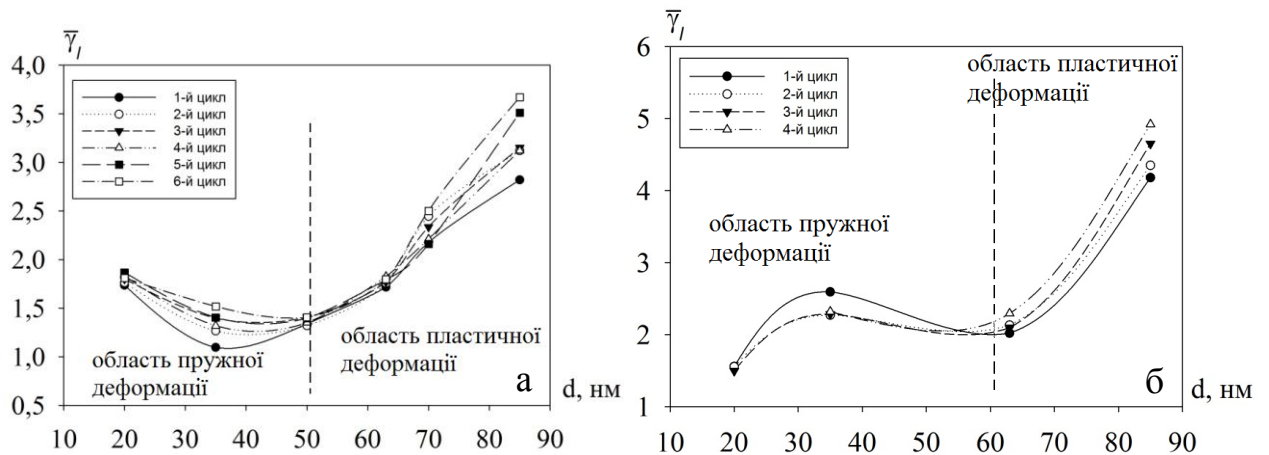 γ̅l
4,0
3,5
3,0
2,5
2,0
1,5
1,0
0,5
1-й цикл
2-й цикл
3-й цикл
4-й цикл
5-й цикл
6-й цикл
область пружної
деформації
область пластичної
деформації
а
d, нм
10 20 30 40 50 60 70 80 90
γ̅l
6
5
4
3
2
1
1-й цикл
2-й цикл
3-й цикл
4-й цикл
область пластичної
деформації
область пружної
деформації
б
d, нм
10 20 30 40 50 60 70 80 90